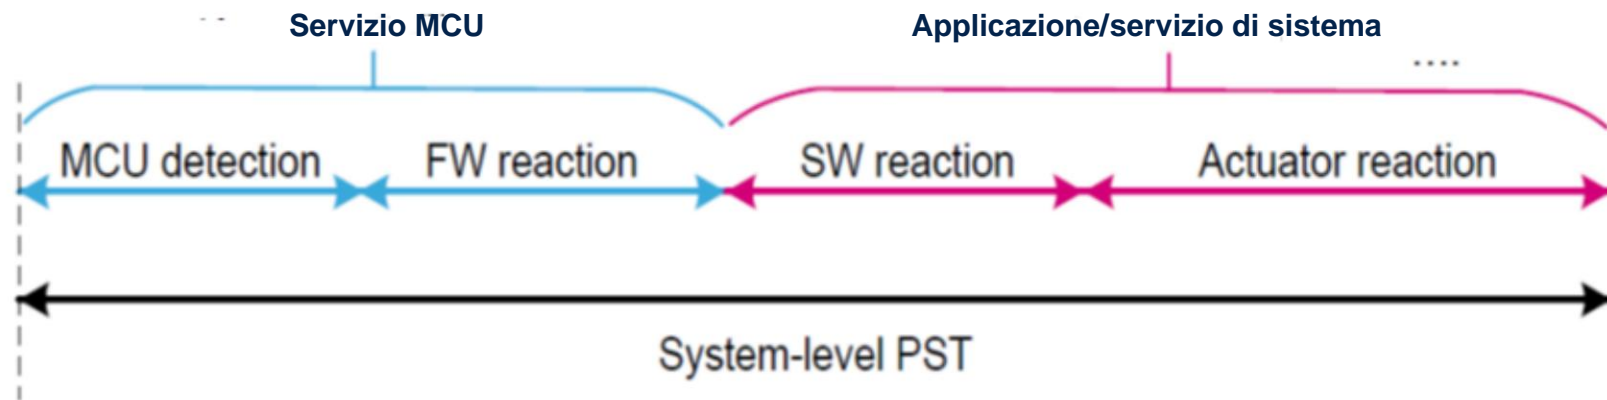 Servizio MCU
Applicazione/servizio di sistema
....
MCU detection
FW reaction
SW reaction
Actuator reaction
System-level PST